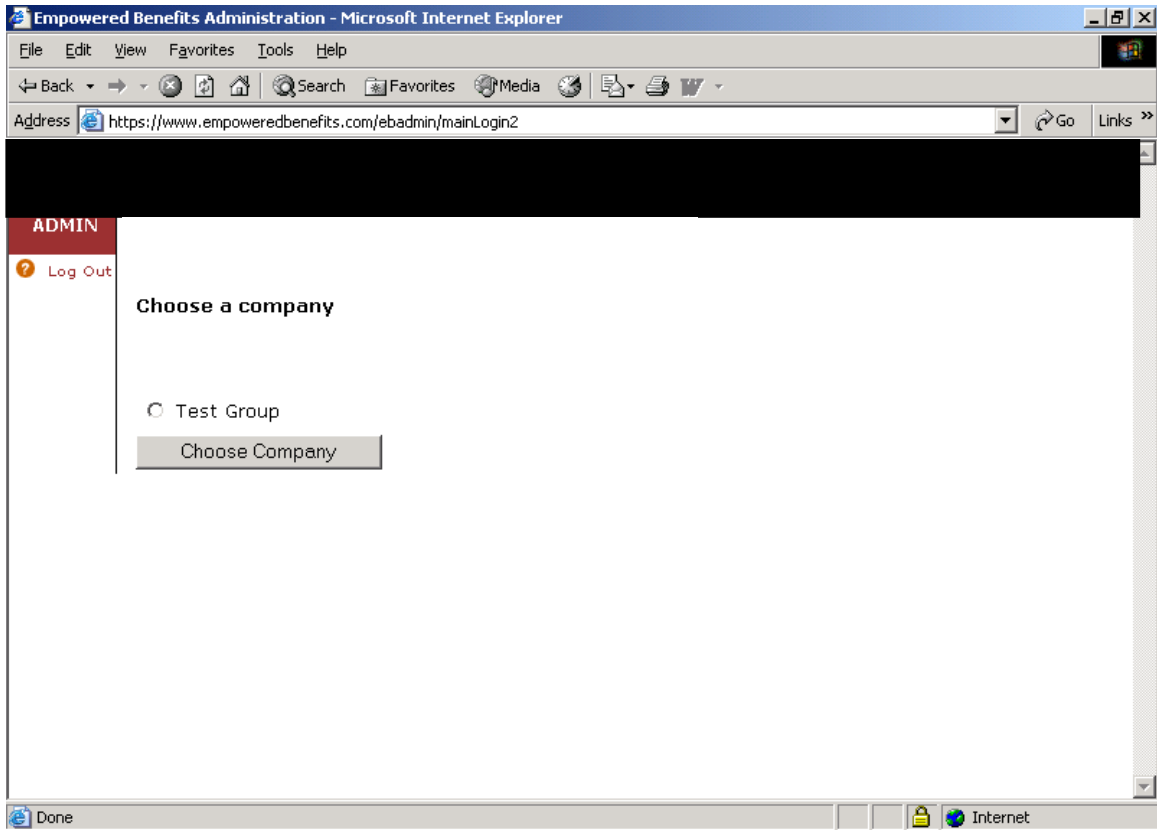 Empowered Benefits Administration - Microsoft Internet Explorer
File Edit View Favorites Tools Help
Back Search Favorites Media
Address https://www.empoweredbenefits.com/ebadmin/mainLogin2 Go Links »
ADMIN
? Log Out
Choose a company
Test Group
Choose Company
Done Internet